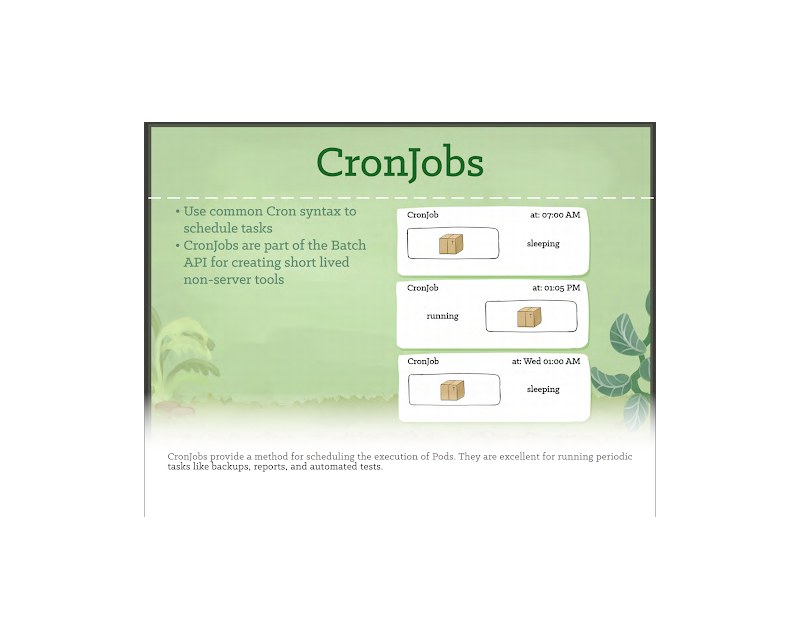 CronJobs
• Use common Cron syntax to
schedule tasks
• CronJobs are part of the Batch
API for creating short lived
non-server tools
CronJob at: 07:00 AM
sleeping
CronJob at: 01:05 PM
running
CronJob at: Wed 01:00 AM
sleeping
CronJobs provide a method for scheduling the execution of Pods. They are excellent for running periodic
tasks like backups, reports, and automated tests.